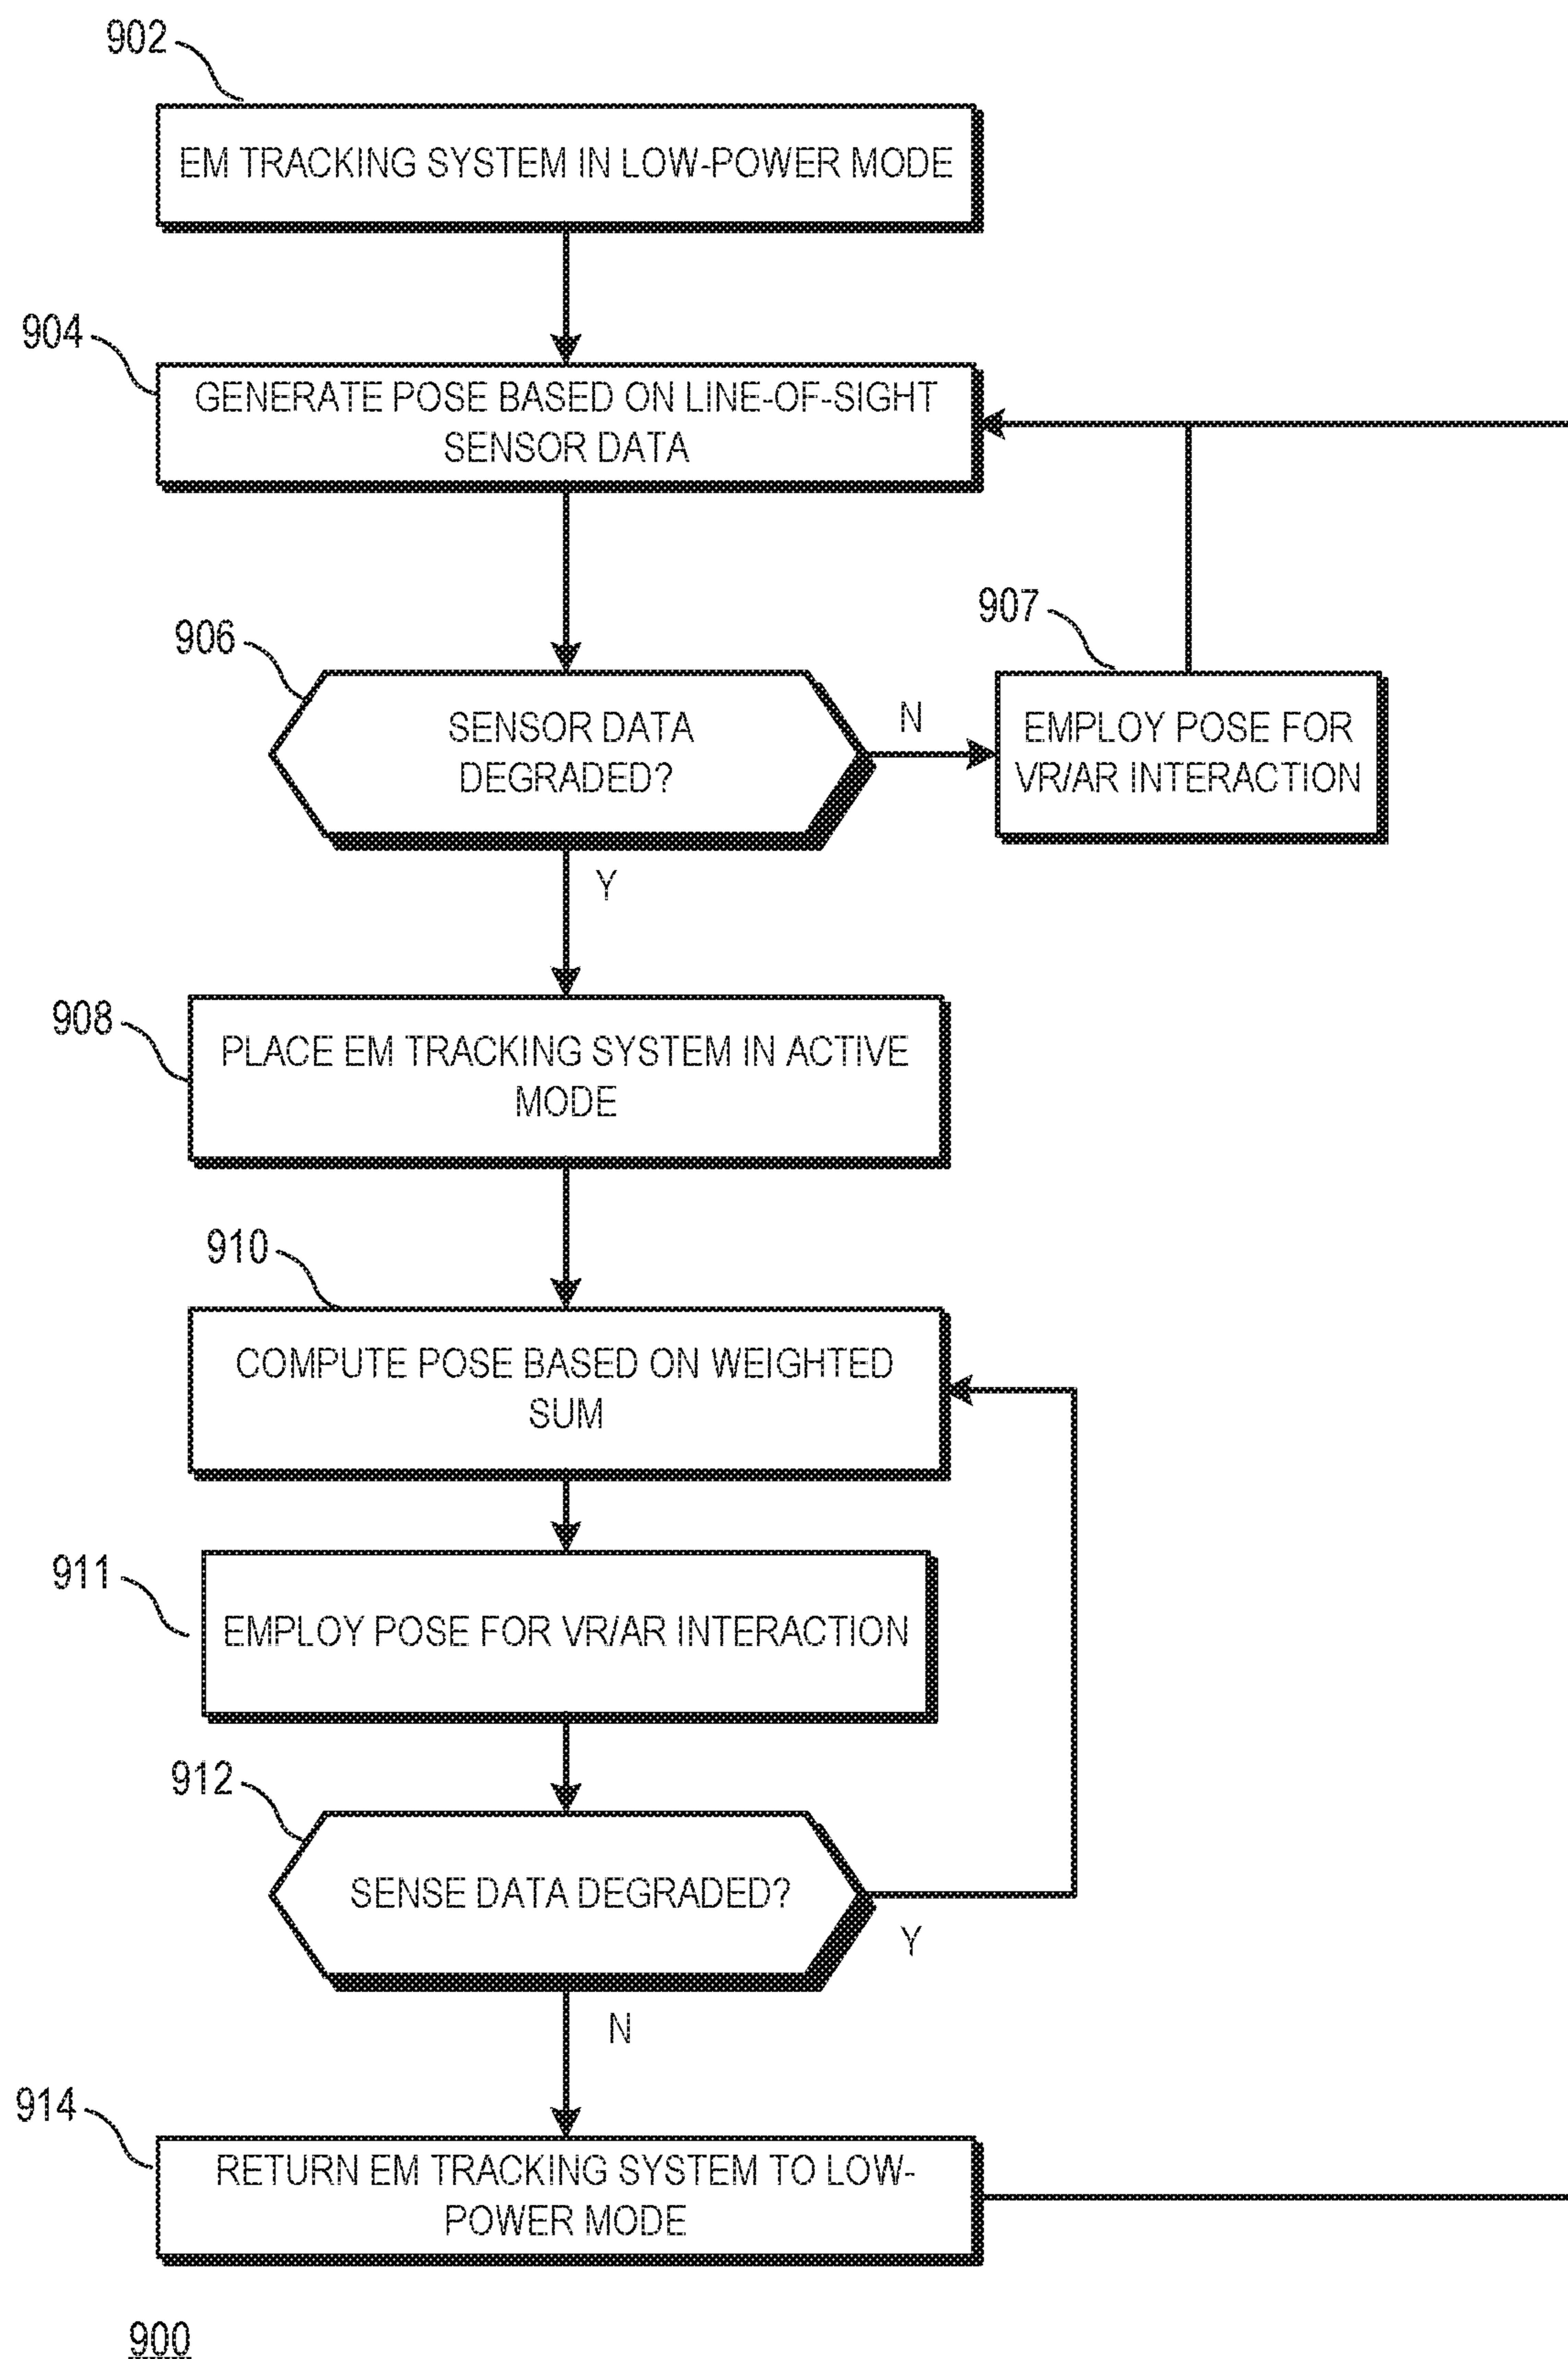 902
EM TRACKING SYSTEM IN LOW-POWER MODE
904
GENERATE POSE BASED ON LINE-OF-SIGHT
SENSOR DATA
906
SENSOR DATA
DEGRADED?
N
907
EMPLOY POSE FOR
VR/AR INTERACTION
Y
908
PLACE EM TRACKING SYSTEM IN ACTIVE
MODE
910
COMPUTE POSE BASED ON WEIGHTED
SUM
911
EMPLOY POSE FOR VR/AR INTERACTION
912
SENSE DATA DEGRADED?
Y
N
914
RETURN EM TRACKING SYSTEM TO LOW-
POWER MODE
900